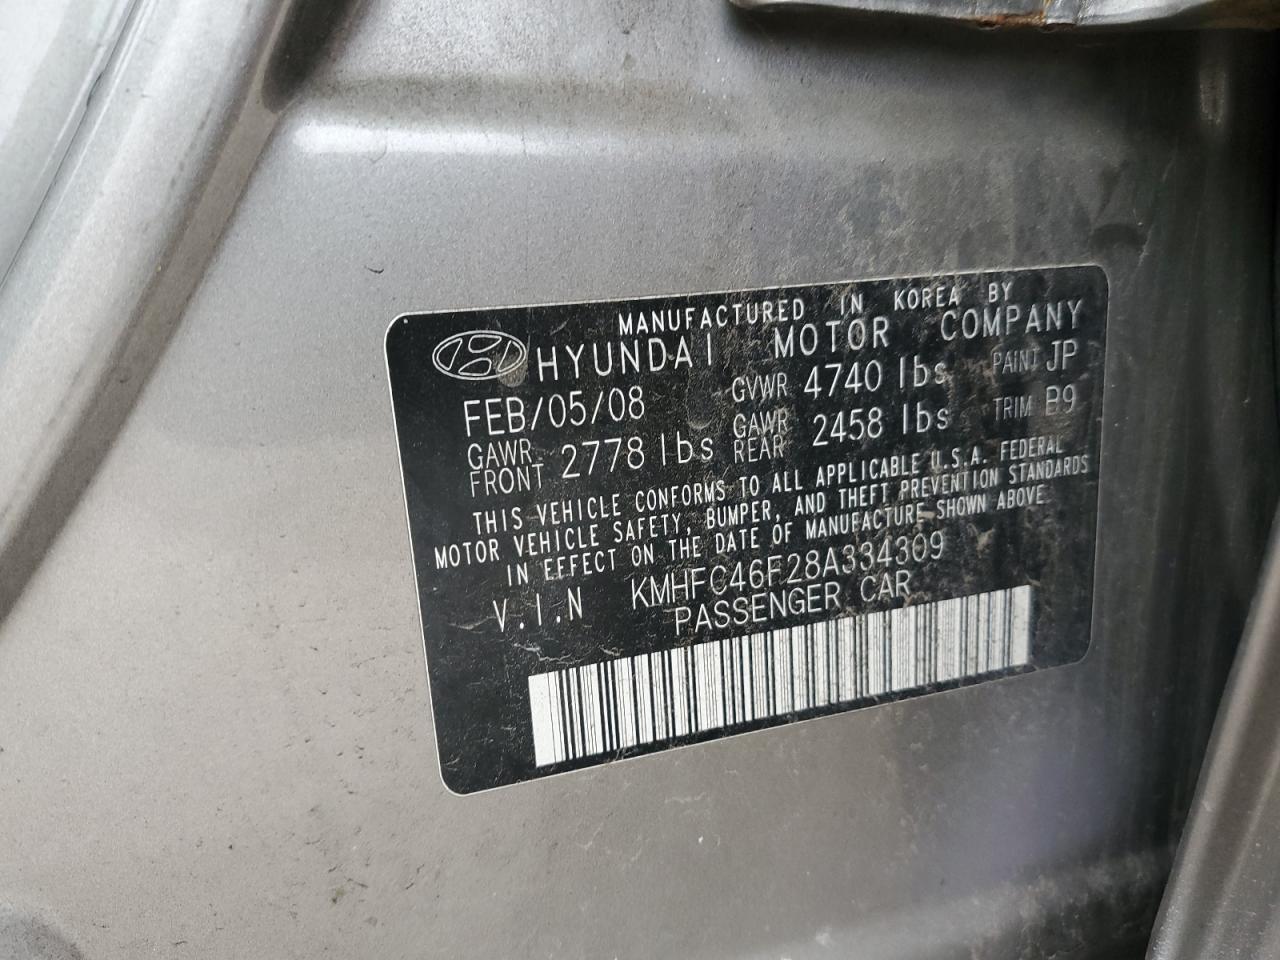 MANUFACTURED IN KOREA BY
HYUNDAI MOTOR COMPANY
FEB/05/08 GVWR 4740 lbs PAINT JP
GAWR FRONT 2778 lbs GAWR REAR 2458 lbs TRIM B9
THIS VEHICLE CONFORMS TO ALL APPLICABLE U.S.A. FEDERAL
MOTOR VEHICLE SAFETY, BUMPER, AND THEFT PREVENTION STANDARDS
IN EFFECT ON THE DATE OF MANUFACTURE SHOWN ABOVE.
V.I.N KMHFC46F28A334309
PASSENGER CAR